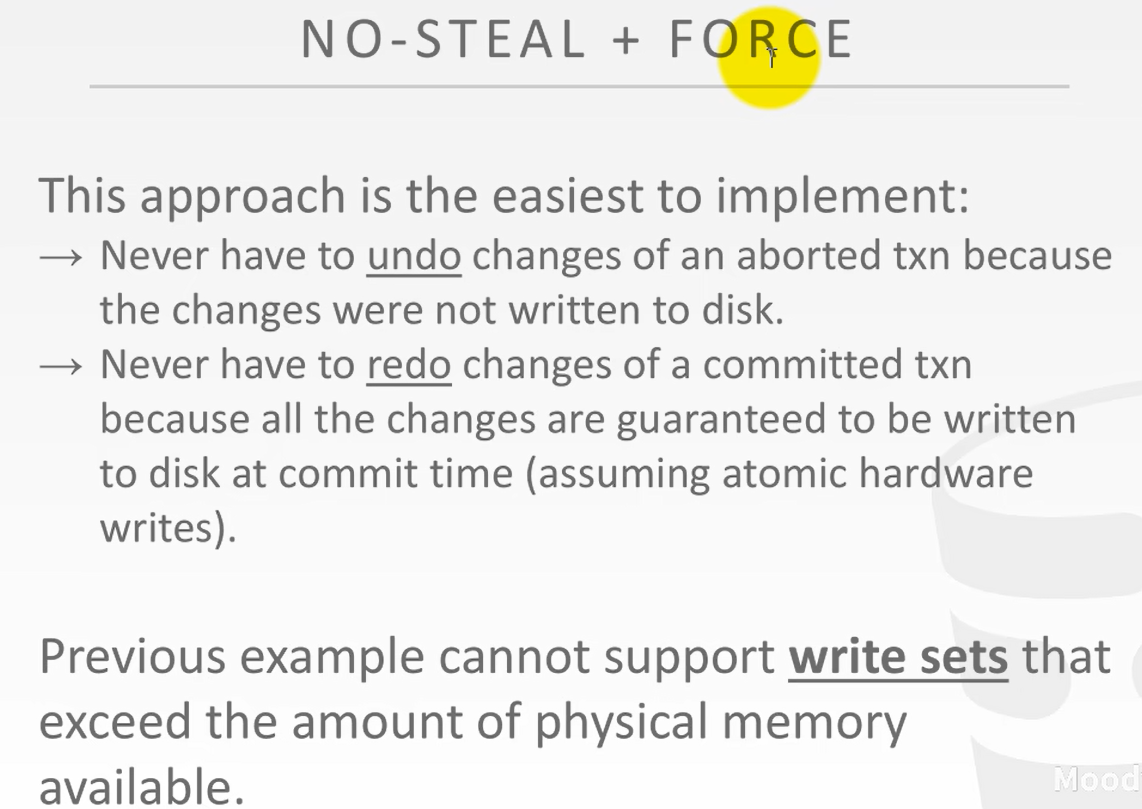 NO-STEAL + FORCE
This approach is the easiest to implement:
→ Never have to undo changes of an aborted txn because
the changes were not written to disk.
→ Never have to redo changes of a committed txn
because all the changes are guaranteed to be written
to disk at commit time (assuming atomic hardware
writes).
Previous example cannot support write sets that
exceed the amount of physical memory
available.
Mood